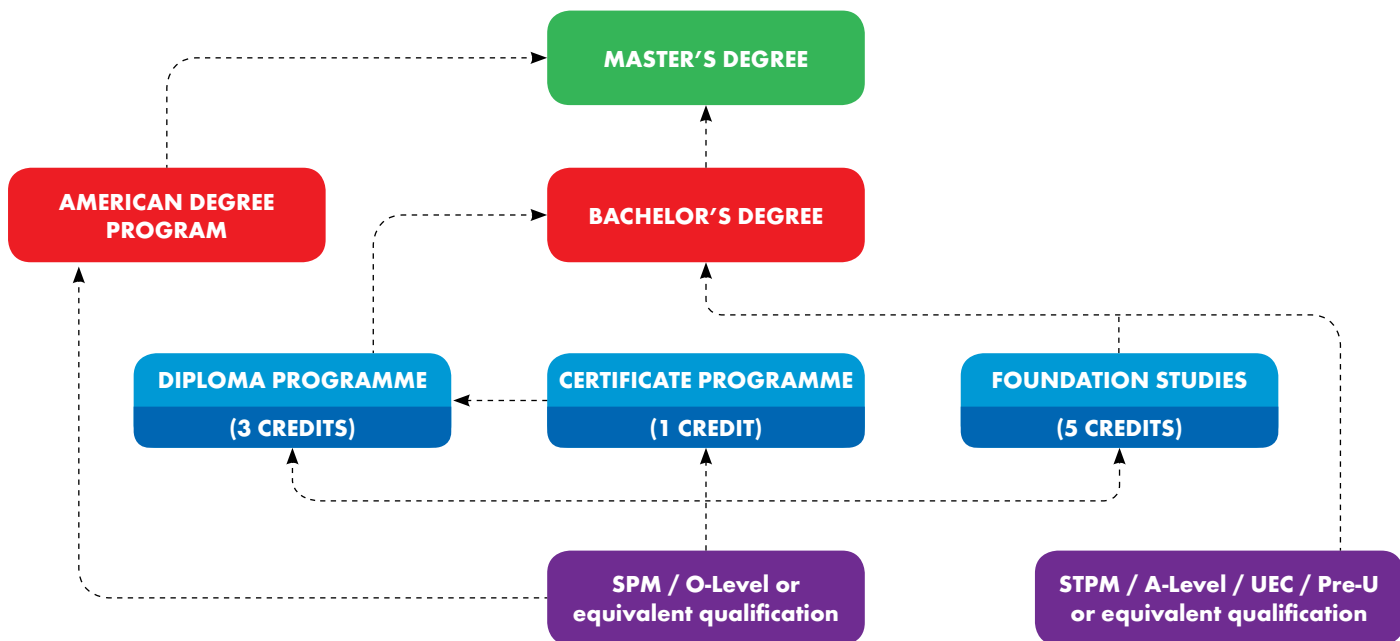 MASTER’S DEGREE
AMERICAN DEGREE
PROGRAM
BACHELOR’S DEGREE
DIPLOMA PROGRAMME
(3 CREDITS)
CERTIFICATE PROGRAMME
(1 CREDIT)
FOUNDATION STUDIES
(5 CREDITS)
SPM / O-Level or
equivalent qualification
STPM / A-Level / UEC / Pre-U
or equivalent qualification